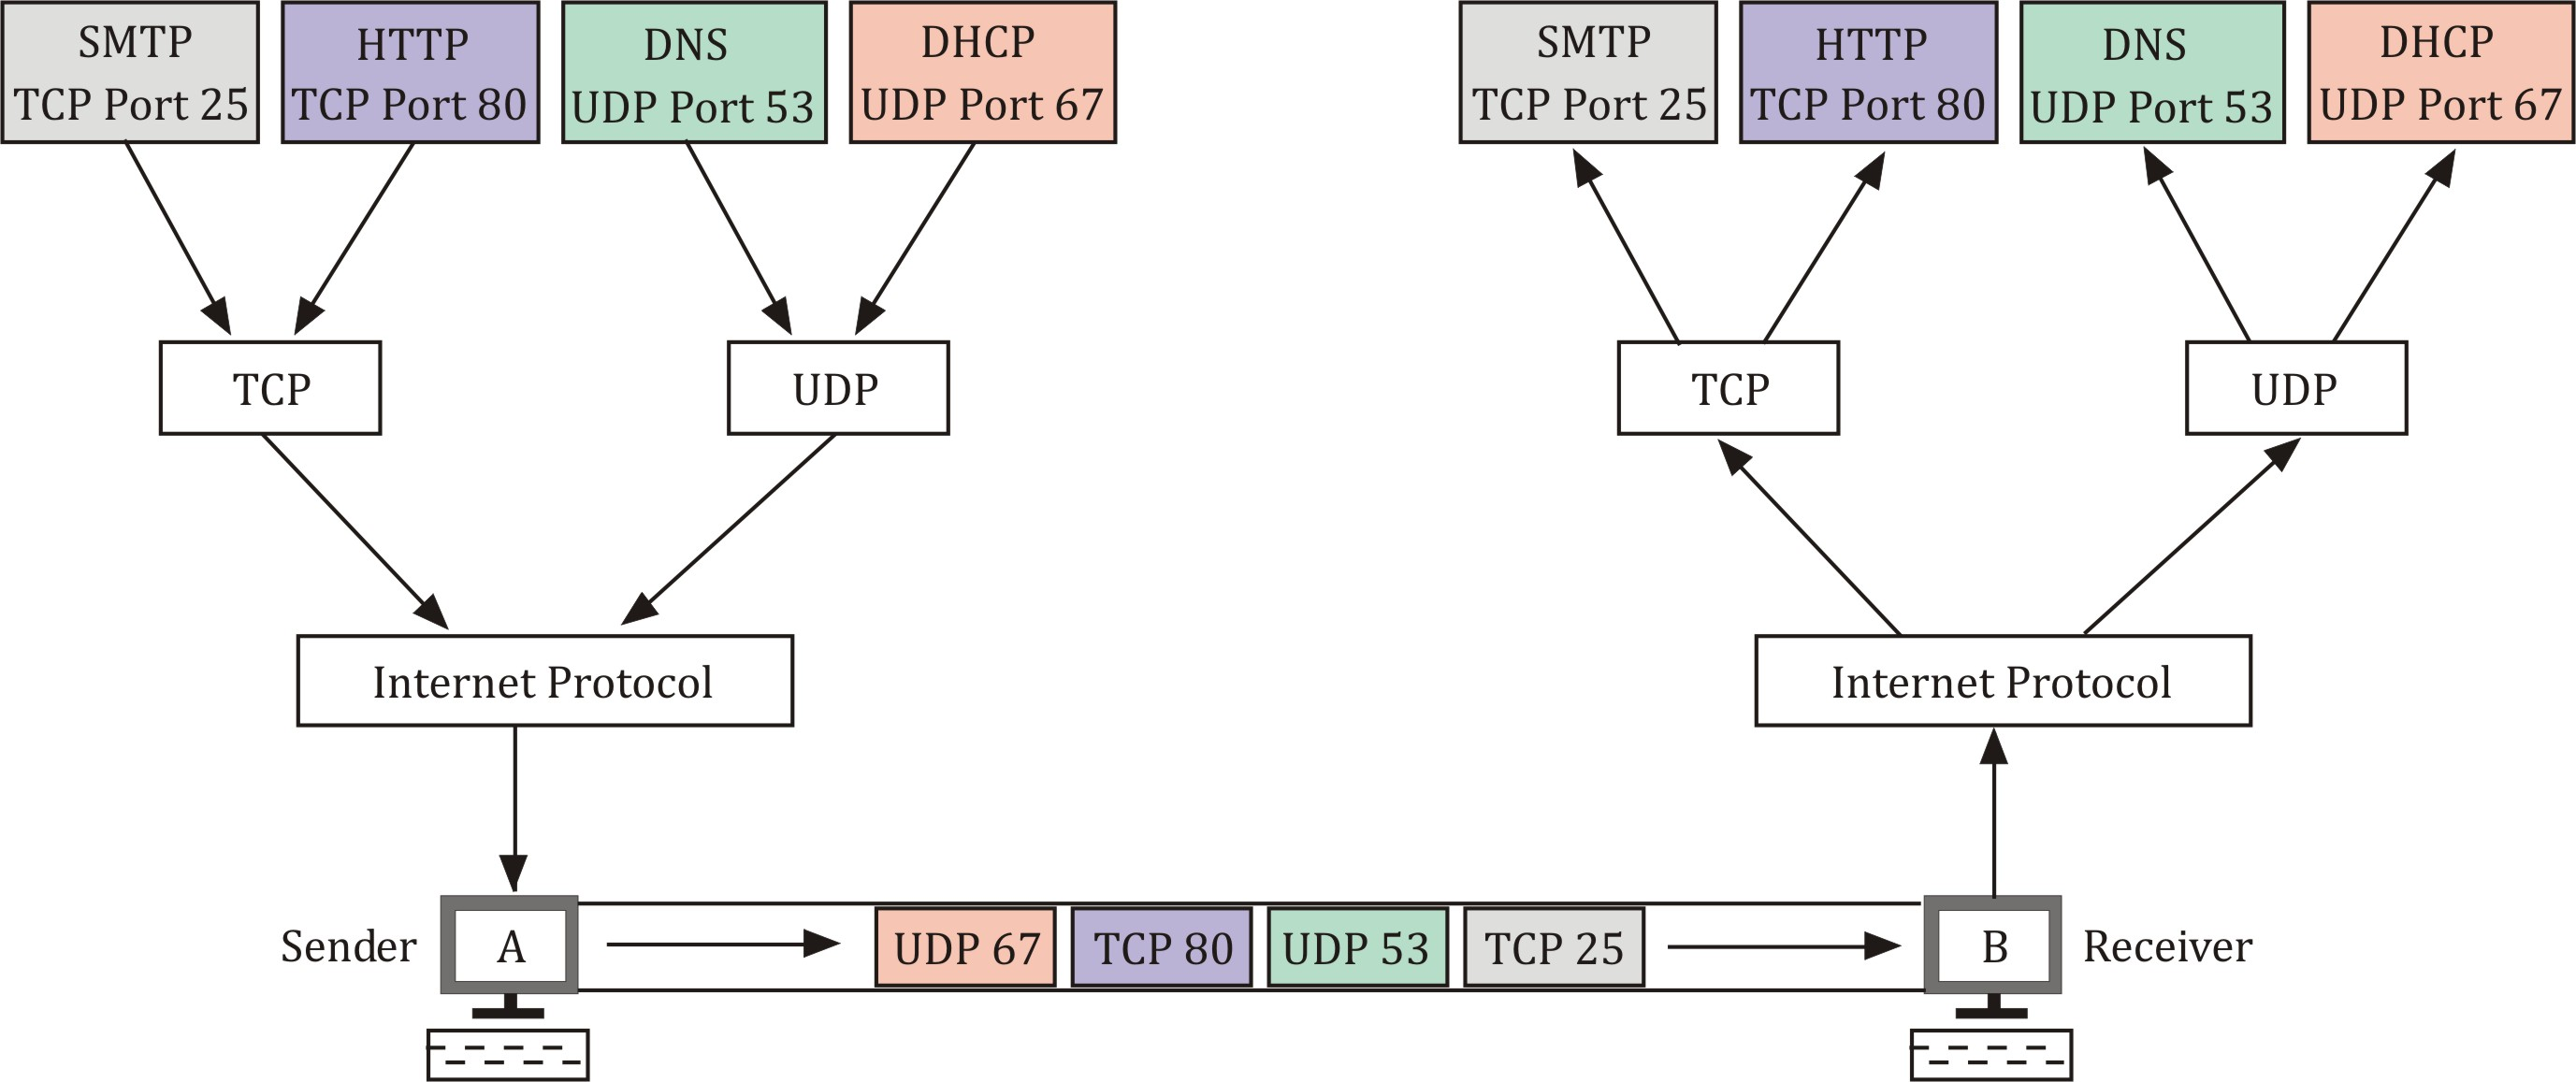 SMTP
TCP Port 25
HTTP
TCP Port 80
DNS
UDP Port 53
DHCP
UDP Port 67
SMTP
TCP Port 25
HTTP
TCP Port 80
DNS
UDP Port 53
DHCP
UDP Port 67
TCP
UDP
TCP
UDP
Internet Protocol
Internet Protocol
Sender
A
UDP 67
TCP 80
UDP 53
TCP 25
B
Receiver